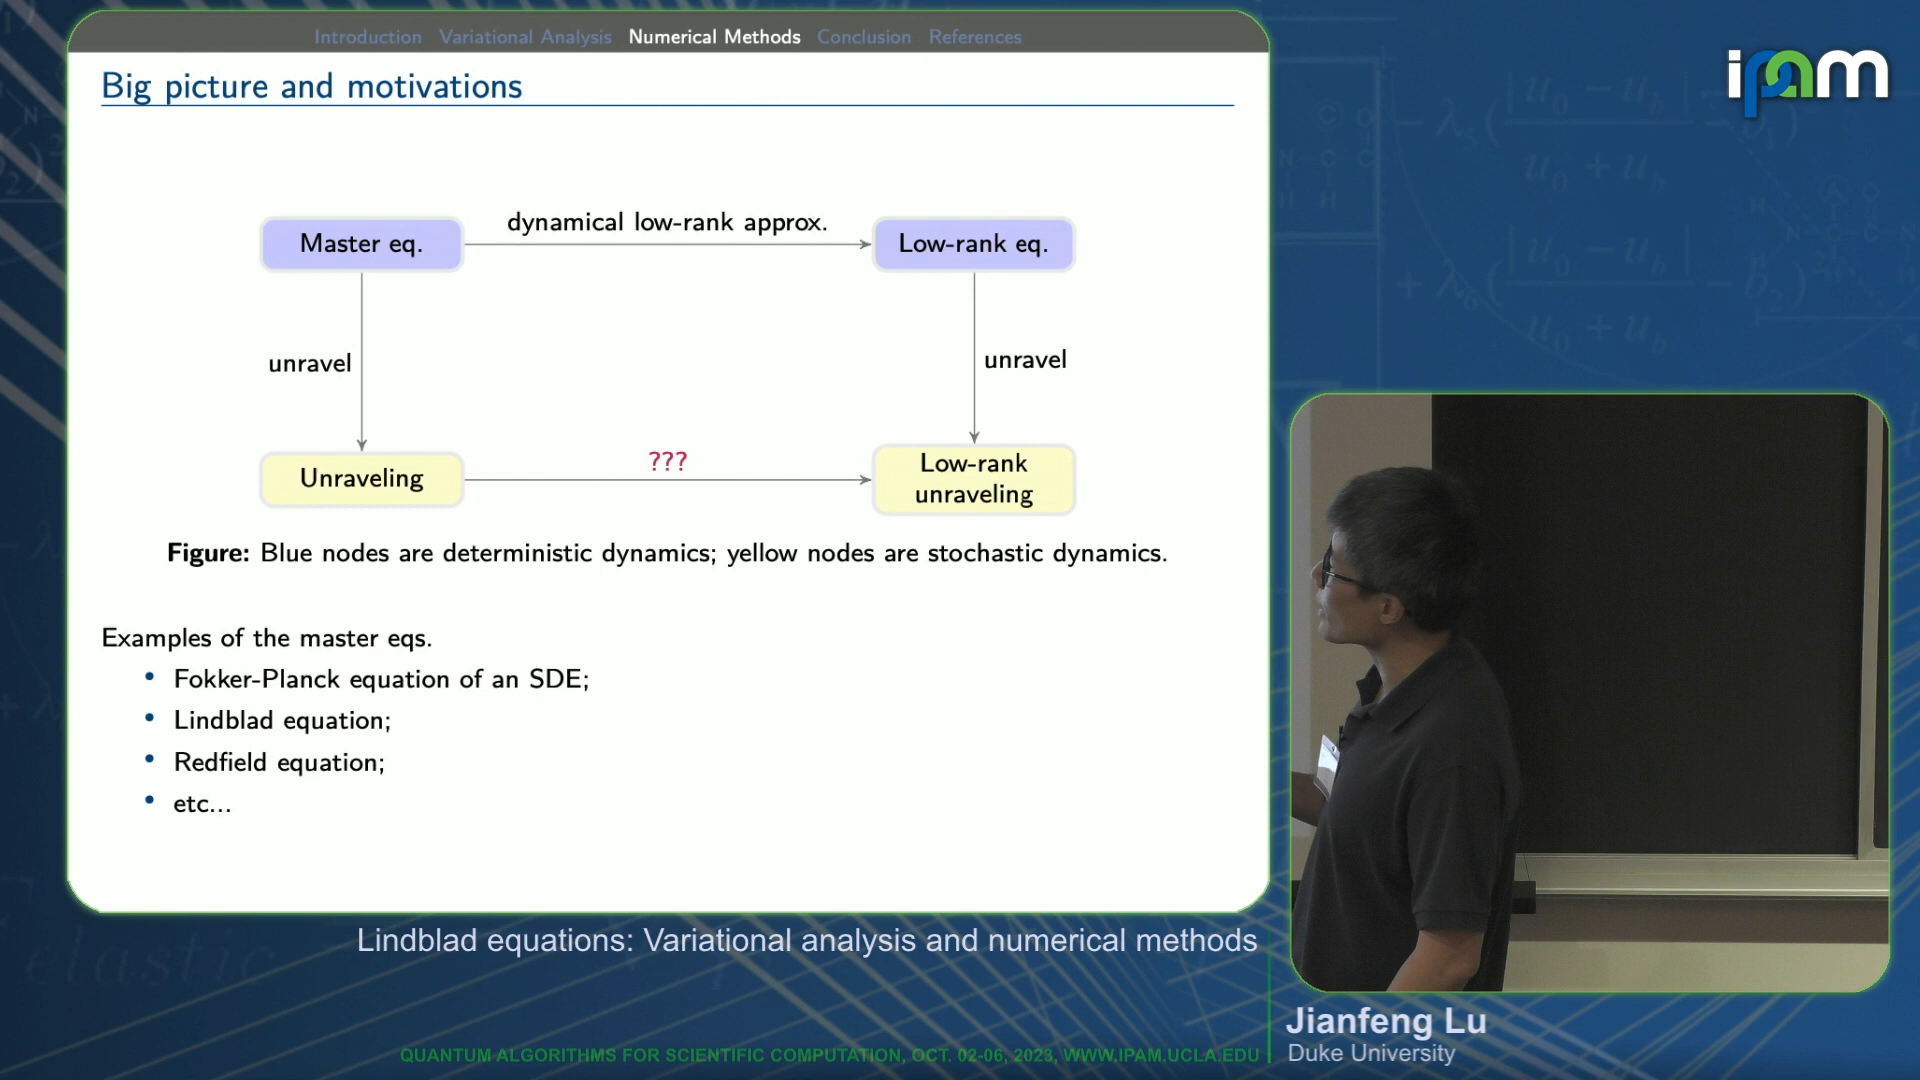 Introduction Variational Analysis Numerical Methods Conclusion References
Big picture and motivations
dynamical low-rank approx.
Master eq.
Low-rank eq.
unravel
unravel
???
Unraveling
Low-rank
unraveling
Figure: Blue nodes are deterministic dynamics; yellow nodes are stochastic dynamics.
Examples of the master eqs.
• Fokker-Planck equation of an SDE;
• Lindblad equation;
• Redfield equation;
• etc...
ipam
Lindblad equations: Variational analysis and numerical methods
Jianfeng Lu
Duke University
QUANTUM ALGORITHMS FOR SCIENTIFIC COMPUTATION, OCT. 02-06, 2023, WWW.IPAM.UCLA.EDU
elastic